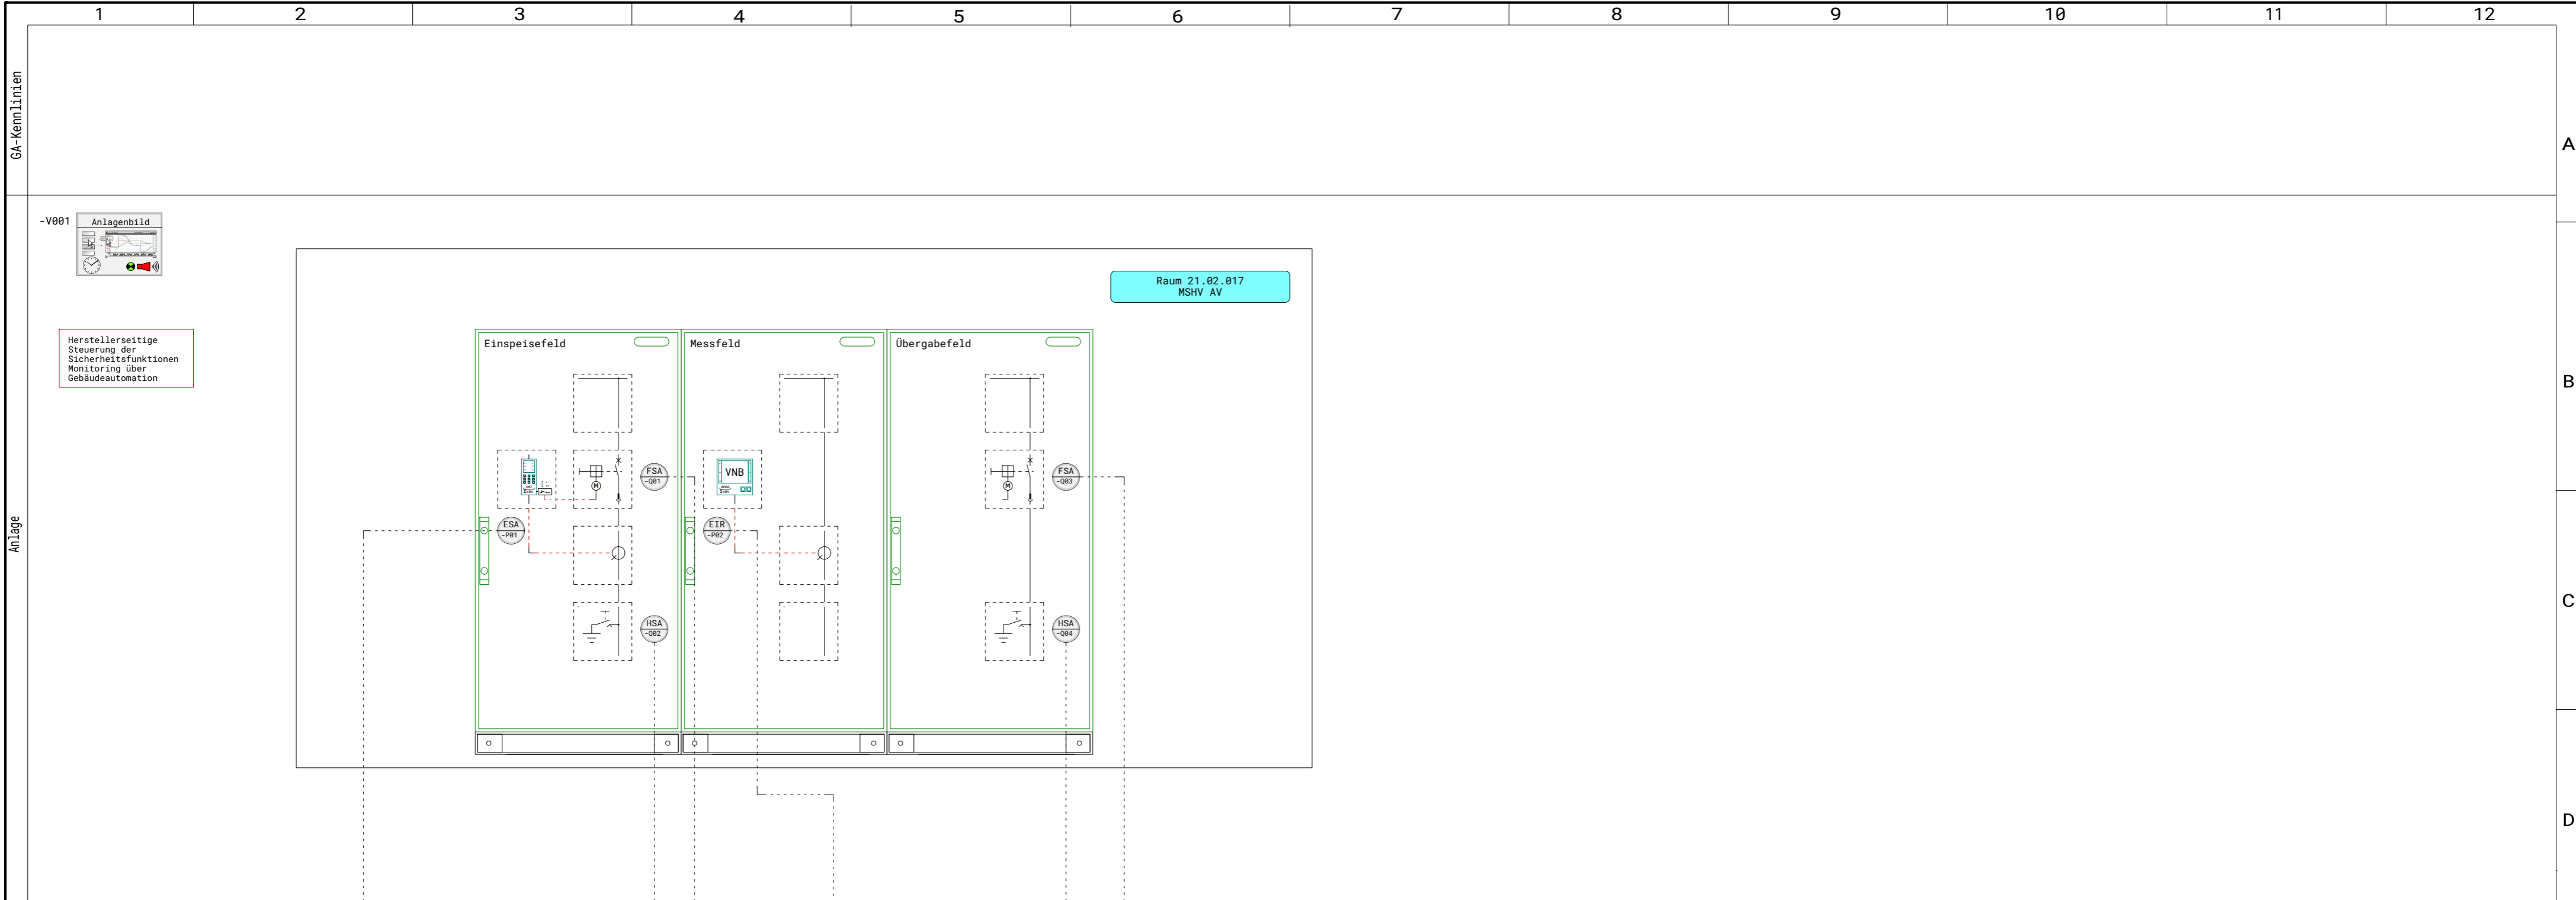 1 2 3 4 5 6 7 8 9 10 11 12
GA-Kennlinien
A
-V001
Anlagenbild
Raum 21.02.017
MSHV AV
Herstellerseitige
Steuerung der
Sicherheitsfunktionen
Monitoring über
Gebäudeautomation
Einspeisefeld
Messfeld
Übergabefeld
B
FSA
-Q01
VNB
FSA
-Q03
M
M
ESA
-P01
EIR
-P02
Anlage
C
HSA
-Q02
HSA
-Q04
D